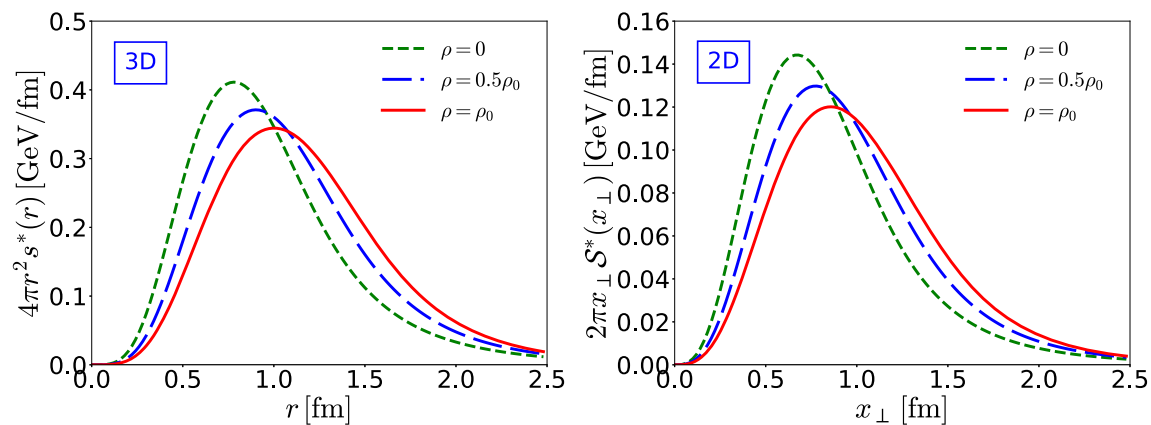 0.5
0.4
0.3
0.2
0.1
0.0
4πr² s*(r) [GeV/fm]
3D
ρ = 0
ρ = 0.5ρ₀
ρ = ρ₀
0.0 0.5 1.0 1.5 2.0 2.5
r [fm]
0.16
0.14
0.12
0.10
0.08
0.06
0.04
0.02
0.00
2πx⊥𝒮*(x⊥) [GeV/fm]
2D
ρ = 0
ρ = 0.5ρ₀
ρ = ρ₀
0.0 0.5 1.0 1.5 2.0 2.5
x⊥ [fm]